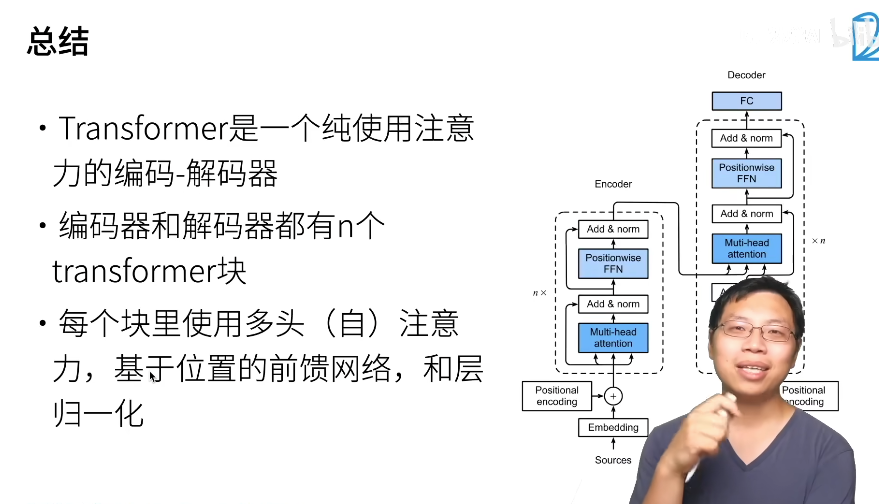 总结
• Transformer是一个纯使用注意
力的编码-解码器
• 编码器和解码器都有n个
transformer块
• 每个块里使用多头（自）注意
力，基于位置的前馈网络，和层
归一化
Decoder
FC
Add & norm
Positionwise
FFN
Add & norm
Muti-head
attention
× n
Encoder
Add & norm
Positionwise
FFN
n ×
Add & norm
Multi-head
attention
Positional
encoding
+
Embedding
Sources
Positional
encoding